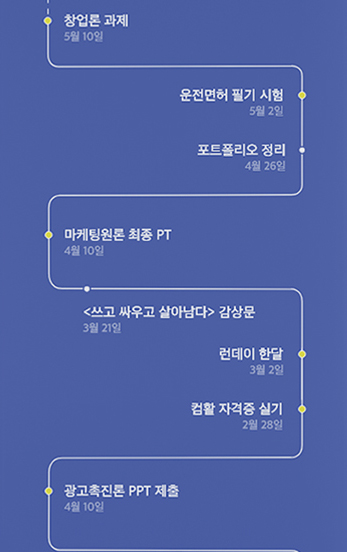 창업론 과제
5월 10일
운전면허 필기 시험
5월 2일
포트폴리오 정리
4월 26일
마케팅원론 최종 PT
4월 10일
<쓰고 싸우고 살아남다> 감상문
3월 21일
런데이 한달
3월 2일
컴활 자격증 실기
2월 28일
광고촉진론 PPT 제출
4월 10일